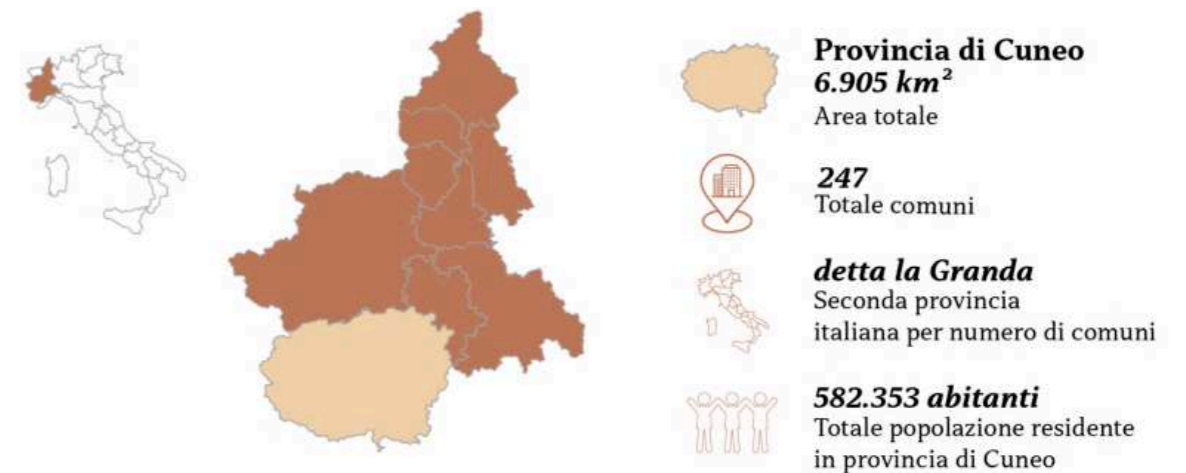 Provincia di Cuneo
6.905 km²
Area totale
247
Totale comuni
detta la Granda
Seconda provincia
italiana per numero di comuni
582.353 abitanti
Totale popolazione residente
in provincia di Cuneo